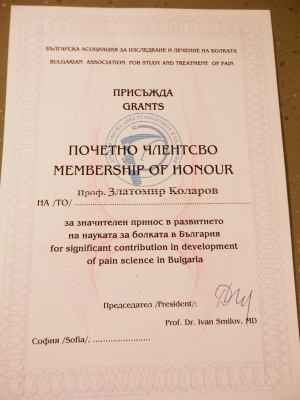 БЪЛГАРСКА АСОЦИАЦИЯ ЗА ИЗСЛЕДВАНЕ И ЛЕЧЕНИЕ НА БОЛКАТА
BULGARIAN ASSOCIATION FOR STUDY AND TREATMENT OF PAIN
ПРИСЪЖДА
GRANTS
ПОЧЕТНО ЧЛЕНТСВО
MEMBERSHIP OF HONOUR
Проф. Златомир Коларов
НА /ТО/
за значителен принос в развитието
на науката за болката в България
for significant contribution in development
of pain science in Bulgaria
Председател /President/:
Prof. Dr. Ivan Smilov. MD
София /Sofia/,